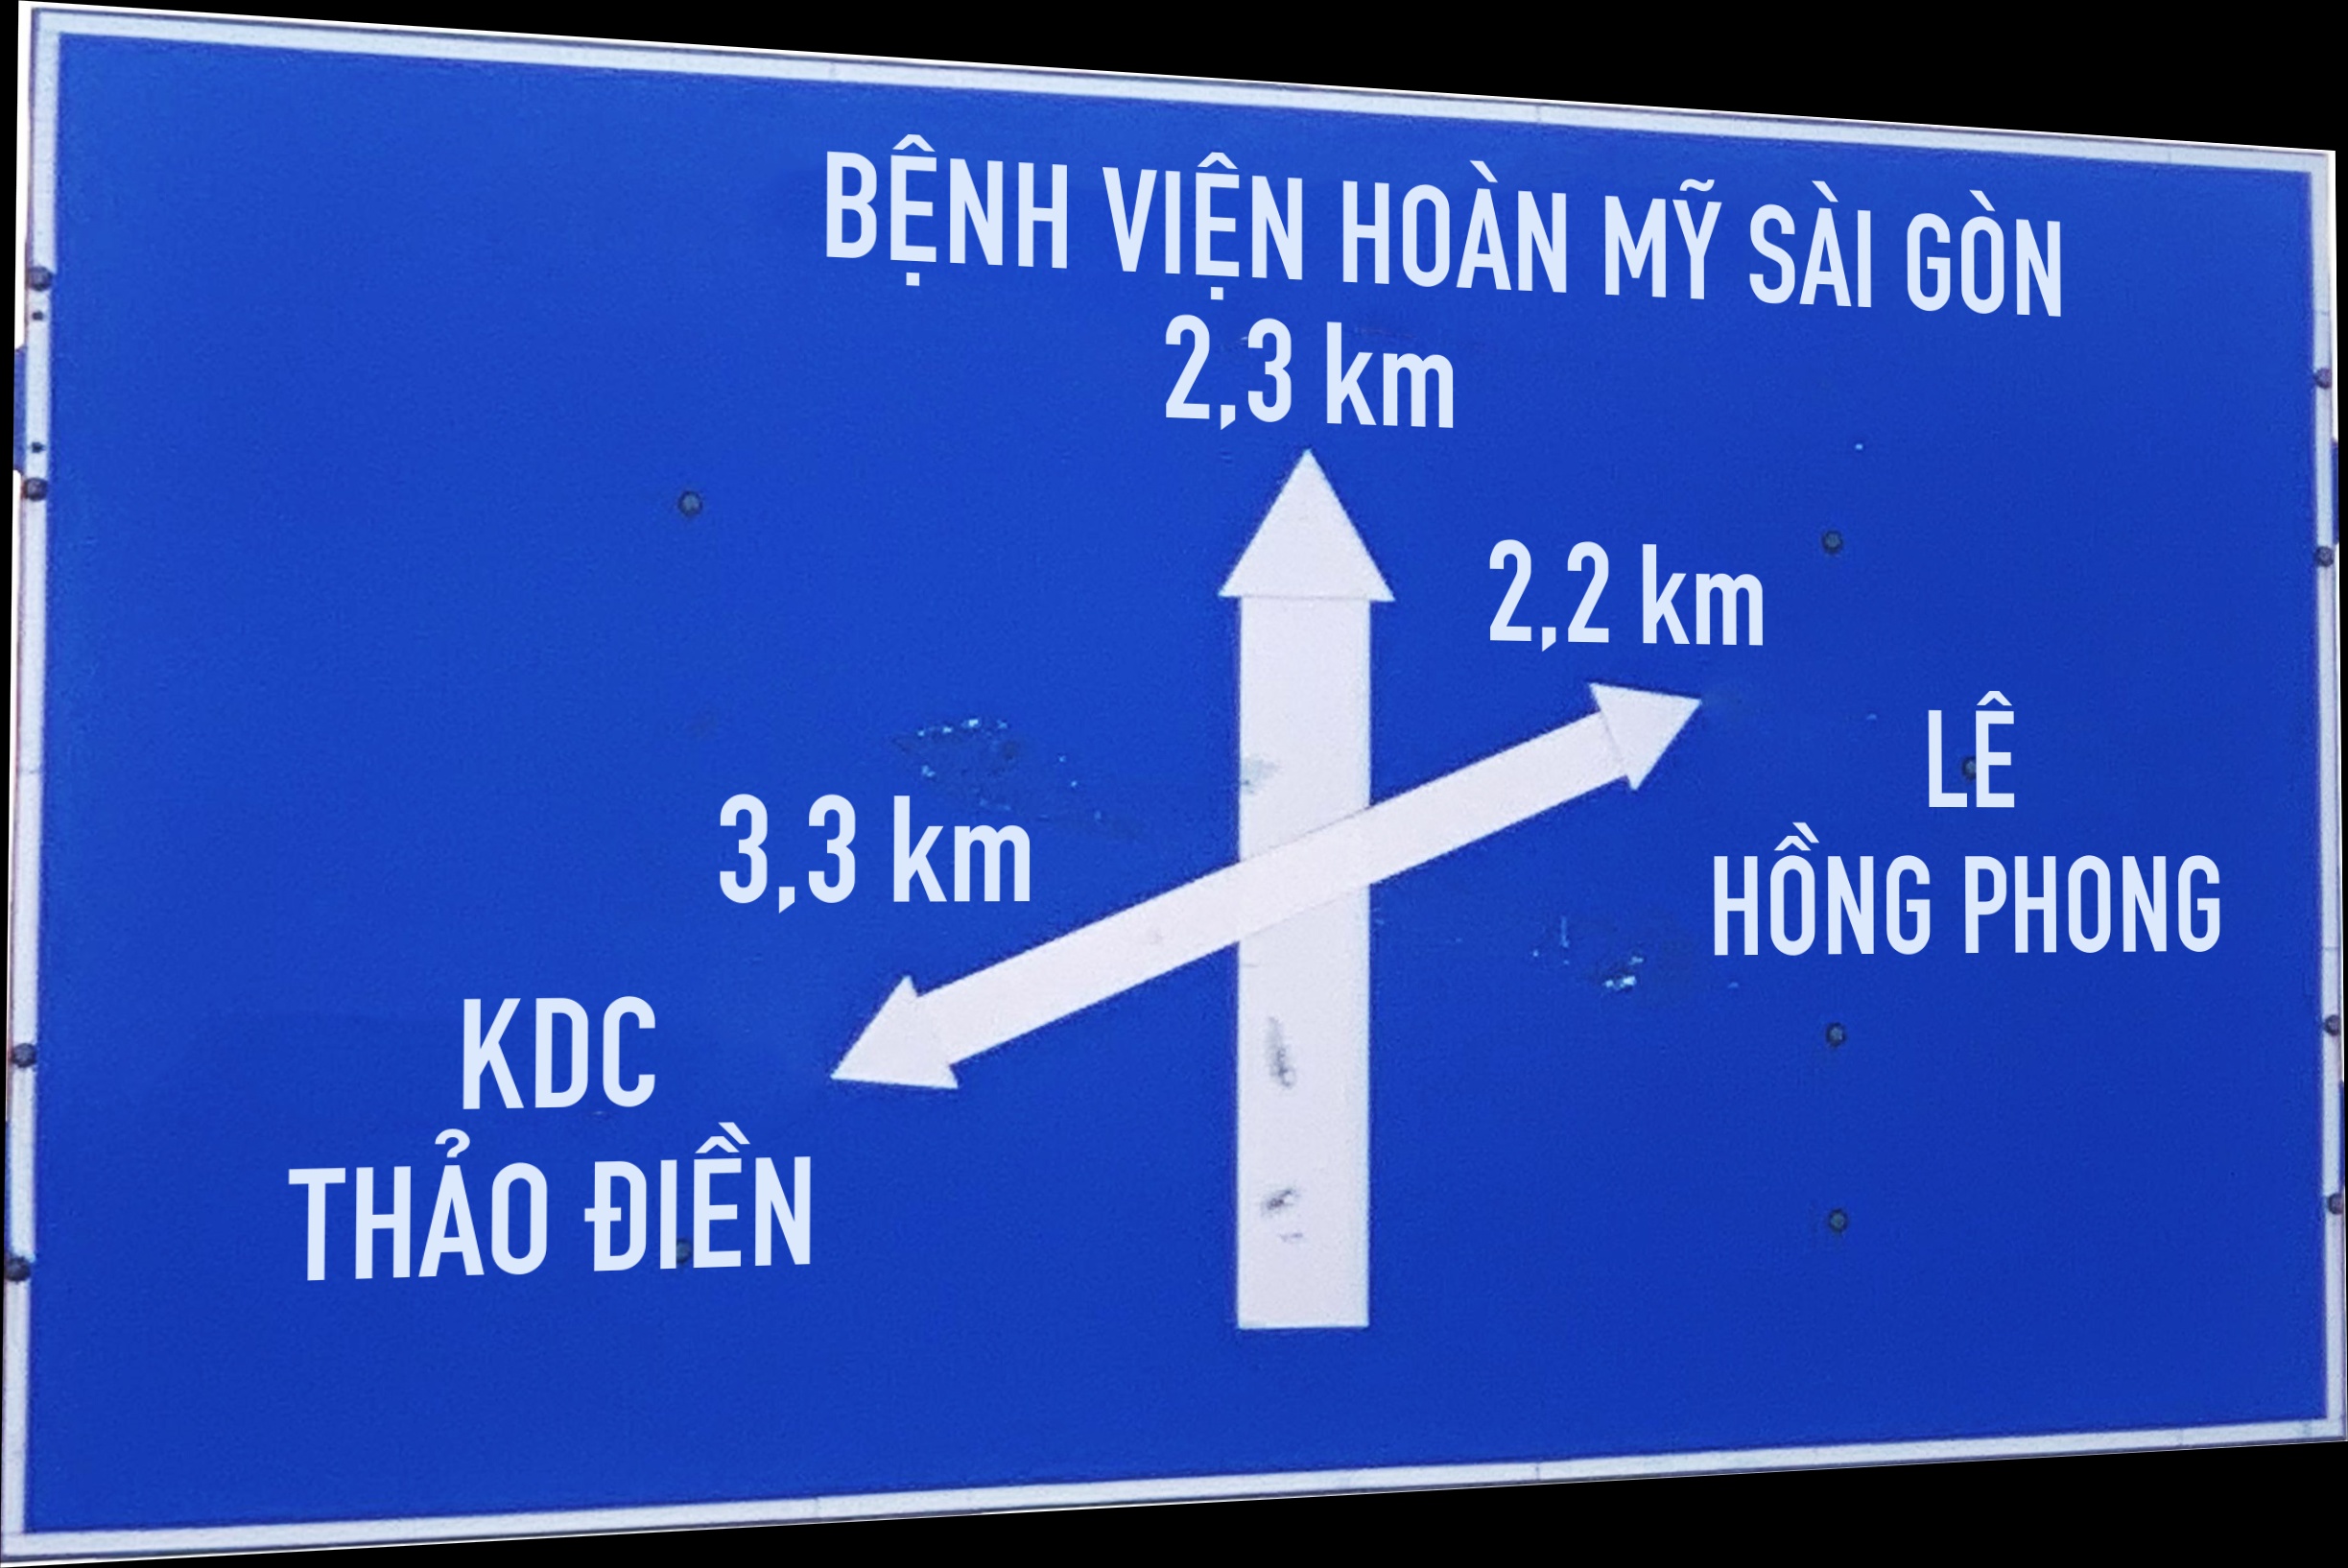 BỆNH VIỆN HOÀN MỸ SÀI GÒN
2,3 km
2,2 km
LÊ
HỒNG PHONG
3,3 km
KDC
THẢO ĐIỀN